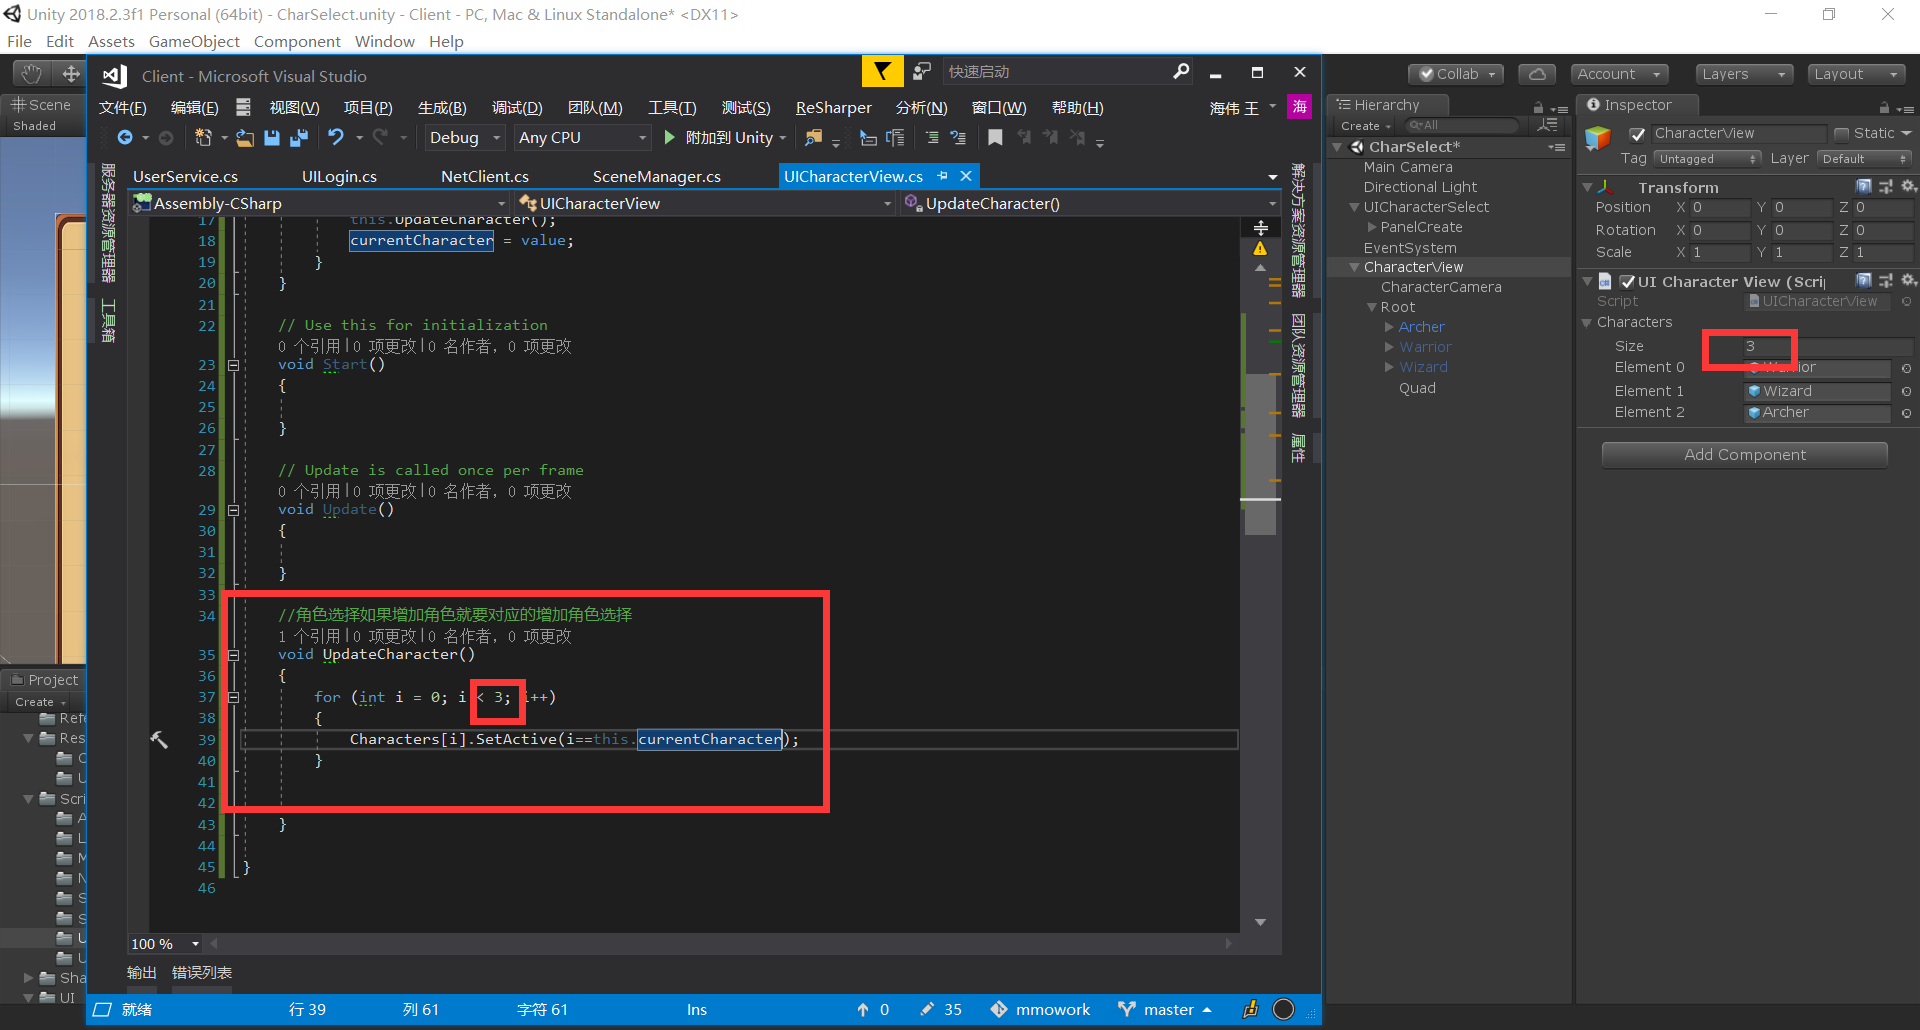 Unity 2018.2.3f1 Personal (64bit) - CharSelect.unity - Client - PC, Mac & Linux Standalone* <DX11>
File Edit Assets GameObject Component Window Help
Client - Microsoft Visual Studio
快速启动
文件(F) 编辑(E) 视图(V) 项目(P) 生成(B) 调试(D) 团队(M) 工具(T) 测试(S) ReSharper 分析(N) 窗口(W) 帮助(H) 海伟 王 海
Debug Any CPU 附加到 Unity
Scene
Shaded
服务器资源管理器
工具箱
UserService.cs UILogin.cs NetClient.cs SceneManager.cs UICharacterView.cs
Assembly-CSharp UICharacterView UpdateCharacter()
17 this.UpdateCharacter();
18 currentCharacter = value;
19 }
20 }
21
22 // Use this for initialization
0 个引用|0 项更改|0 名作者, 0 项更改
23 void Start()
24 {
25
26 }
27
28 // Update is called once per frame
0 个引用|0 项更改|0 名作者, 0 项更改
29 void Update()
30 {
31
32 }
33
34 //角色选择如果增加角色就要对应的增加角色选择
1 个引用|0 项更改|0 名作者, 0 项更改
35 void UpdateCharacter()
36 {
37 for (int i = 0; i < 3; i++)
38 {
39 Characters[i].SetActive(i==this.currentCharacter);
40 }
41
42
43 }
44
45 }
46
100 %
输出 错误列表
就绪 行 39 列 61 字符 61 Ins 0 35 mmowork master
解决方案资源管理器
团队资源管理器
属性
Project
Create
Refe
Res
Scri
Sha
UI
Collab Account Layers Layout
Hierarchy
Create All
CharSelect*
Main Camera
Directional Light
UICharacterSelect
PanelCreate
EventSystem
CharacterView
CharacterCamera
Root
Archer
Warrior
Wizard
Quad
Inspector
CharacterView Static
Tag Untagged Layer Default
Transform
Position X 0 Y 0 Z 0
Rotation X 0 Y 0 Z 0
Scale X 1 Y 1 Z 1
UI Character View (Scrip
Script UICharacterView
Characters
Size 3
Element 0 Warrior
Element 1 Wizard
Element 2 Archer
Add Component